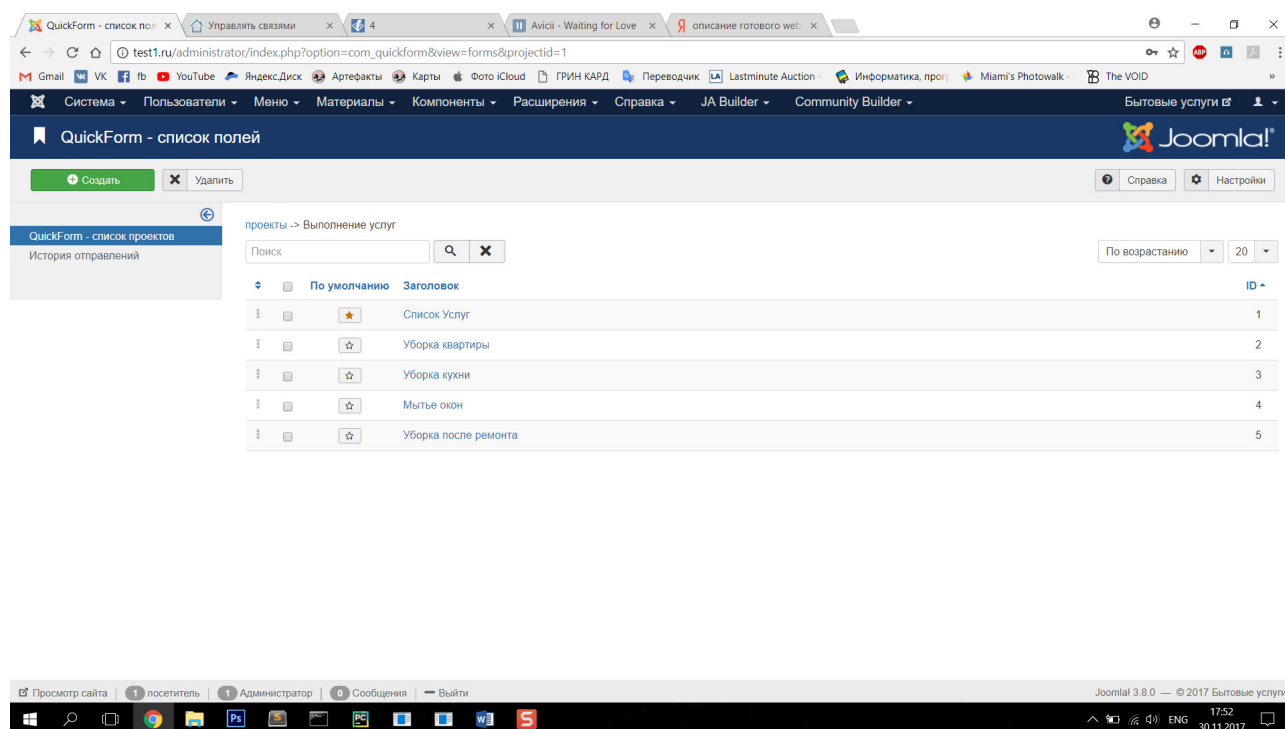 QuickForm - список пол
Управлять связями
4
Avicii - Waiting for Love
описание готового web
test1.ru/administrator/index.php?option=com_quickform&view=forms&projectid=1
ABP
Gmail VK fb YouTube Яндекс.Диск Артефакты Карты Фото iCloud ГРИН КАРД Переводчик LA Lastminute Auction - Информатика, прог Miami's Photowalk - The VOID »
Система Пользователи Меню Материалы Компоненты Расширения Справка JA Builder Community Builder Бытовые услуги
QuickForm - список полей
Joomla!
Создать Удалить Справка Настройки
QuickForm - список проектов
История отправлений
проекты -> Выполнение услуг
Поиск По возрастанию 20
По умолчанию Заголовок ID
Список Услуг 1
Уборка квартиры 2
Уборка кухни 3
Мытье окон 4
Уборка после ремонта 5
Просмотр сайта | 1 посетитель | 1 Администратор | 0 Сообщения | Выйти Joomla! 3.8.0 — © 2017 Бытовые услуги
Ps S PC W S ENG 17:52
30.11.2017